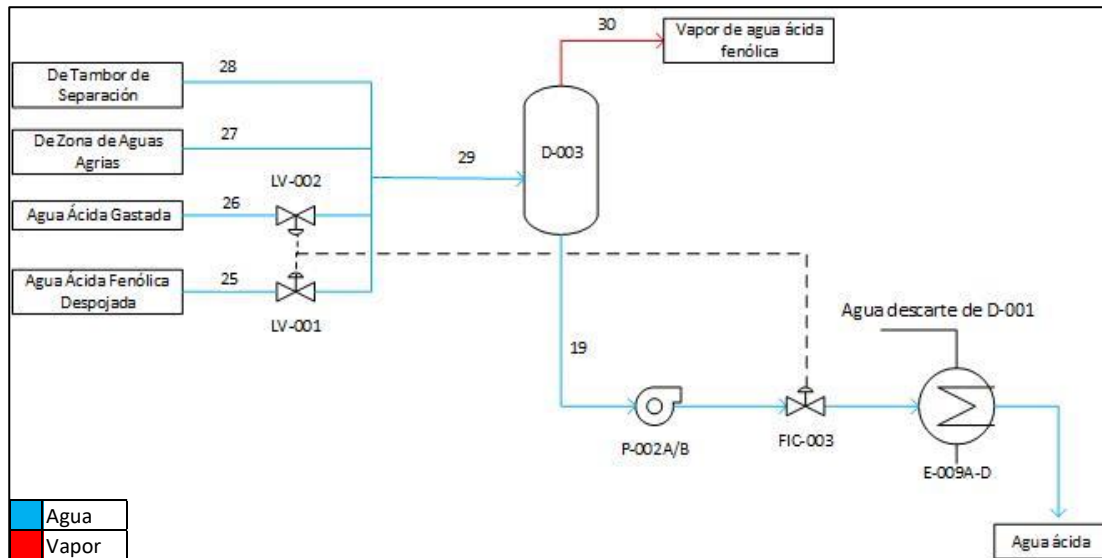 30
Vapor de agua ácida
fenólica
28
De Tambor de
Separación
27
De Zona de Aguas
Agrias
29
D-003
LV-002
26
Agua Ácida Gastada
25
Agua Ácida Fenólica
Despojada
LV-001
Agua descarte de D-001
19
P-002A/B
FIC-003
E-009A-D
Agua
Vapor
Agua ácida